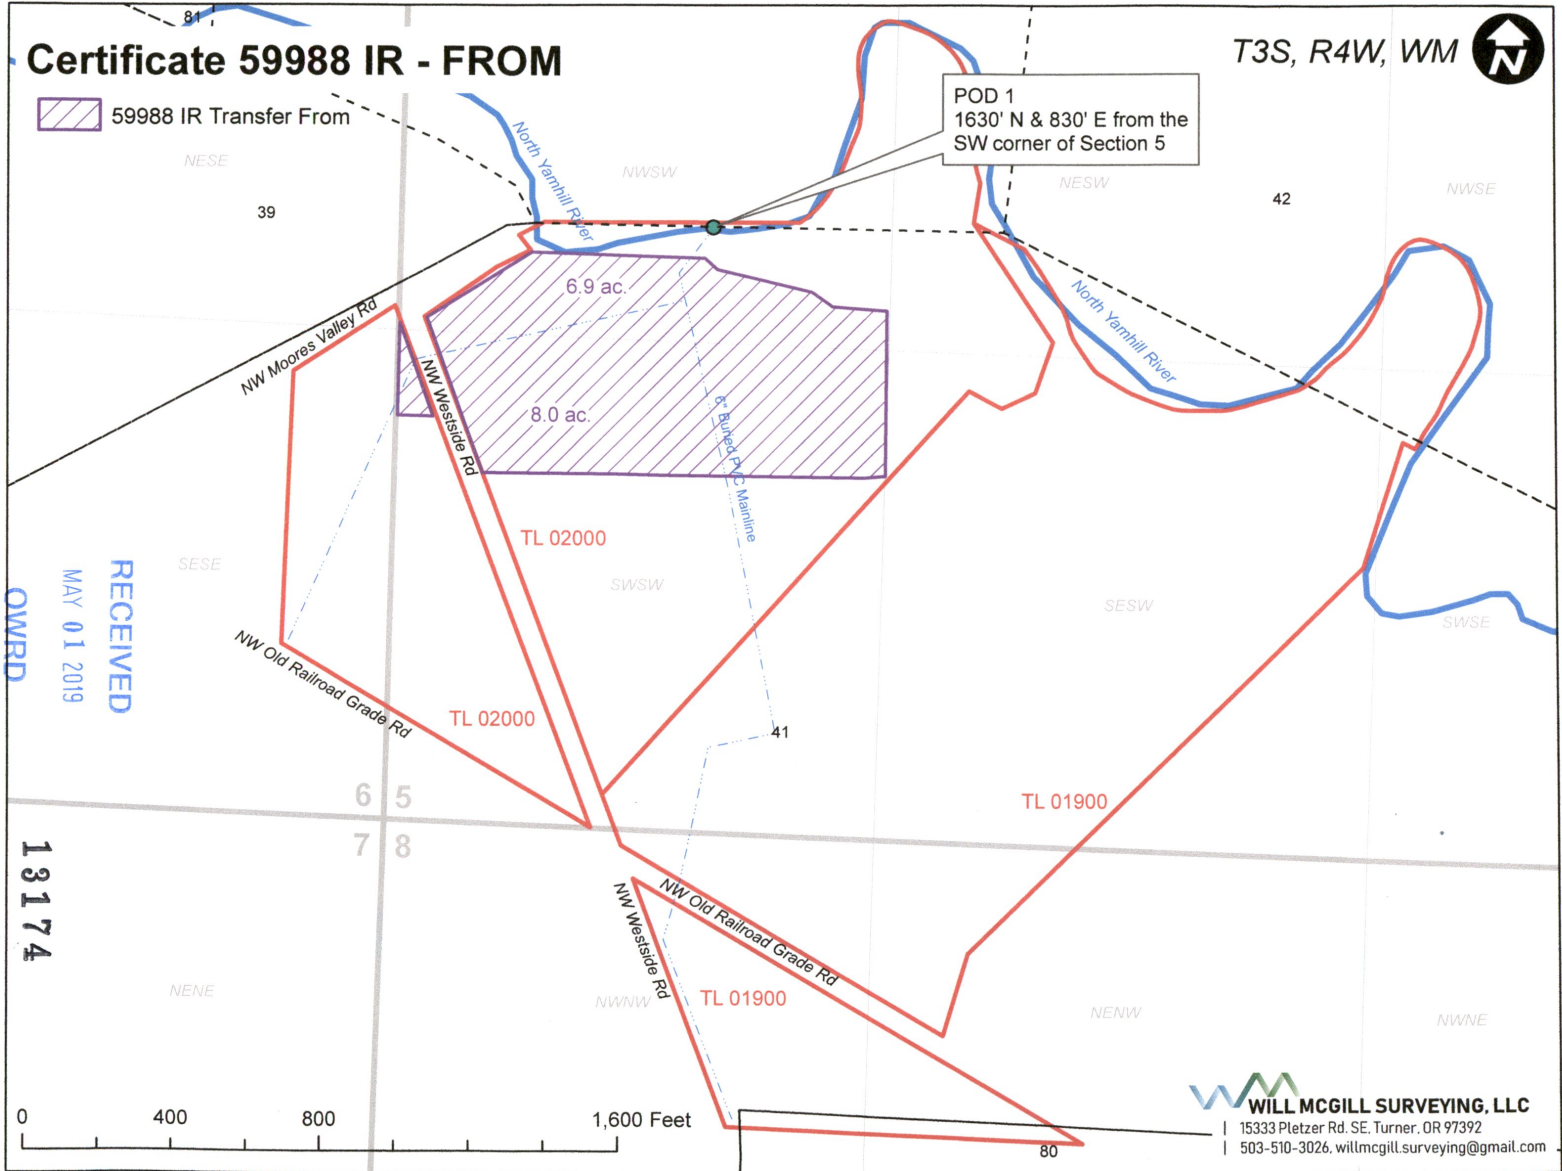 81
Certificate 59988 IR - FROM
T3S, R4W, WM
N
59988 IR Transfer From
POD 1
1630' N & 830' E from the
SW corner of Section 5
NESE
NWSW
NESW
NWSE
39
42
North Yamhill River
North Yamhill River
6.9 ac.
NW Moores Valley Rd
NW Westside Rd
8.0 ac.
6" Buried PVC Mainline
TL 02000
SESE
SWSW
SESW
SWSE
RECEIVED
MAY 01 2019
OWRD
NW Old Railroad Grade Rd
TL 02000
41
6 5
7 8
TL 01900
13174
NW Old Railroad Grade Rd
NW Westside Rd
TL 01900
NENE
NWNW
NENW
NWNE
0 400 800 1,600 Feet
80
WILL MCGILL SURVEYING, LLC
15333 Pletzer Rd. SE, Turner, OR 97392
503-510-3026, willmcgill.surveying@gmail.com